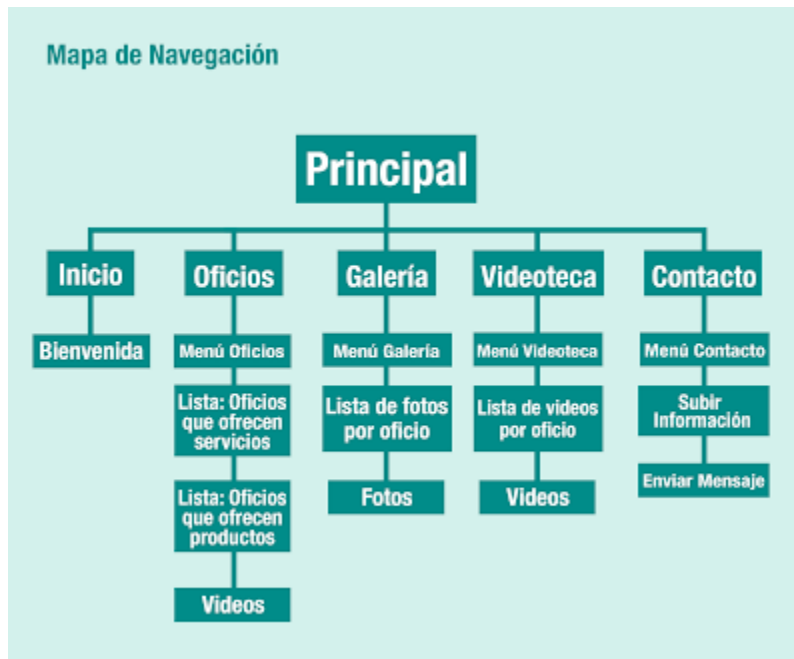 Mapa de Navegación
Principal
Inicio
Oficios
Galería
Videoteca
Contacto
Bienvenida
Menú Oficios
Menú Galería
Menú Videoteca
Menú Contacto
Lista: Oficios
que ofrecen
servicios
Lista de fotos
por oficio
Lista de videos
por oficio
Subir
Información
Lista: Oficios
que ofrecen
productos
Fotos
Videos
Enviar Mensaje
Videos